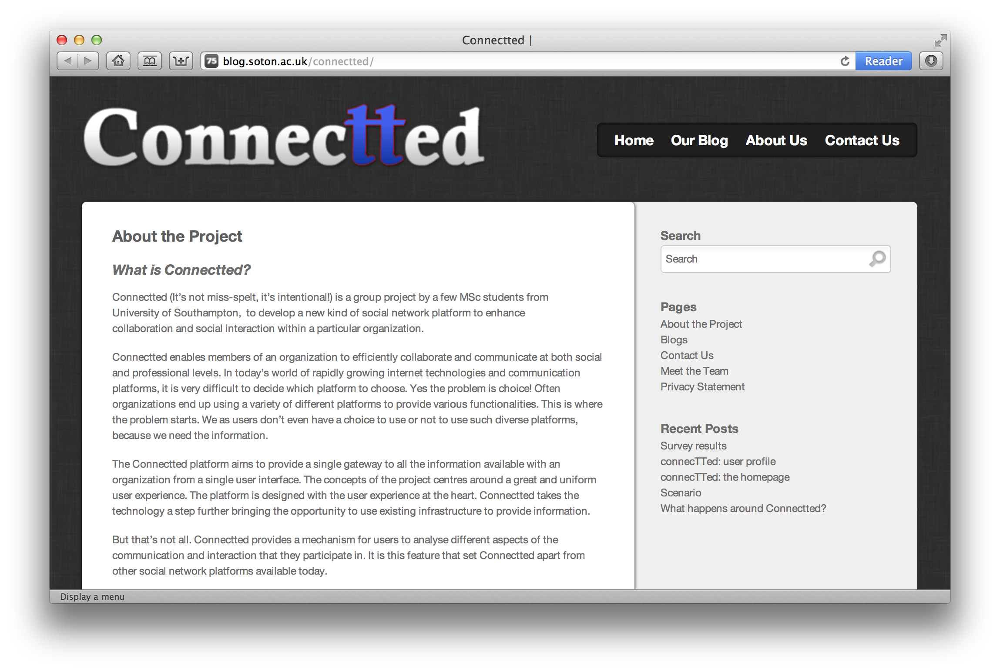 Connectted |
75 blog.soton.ac.uk/connectted/
Reader
Connectted
Home Our Blog About Us Contact Us
About the Project
What is Connectted?
Connectted (It’s not miss-spelt, it’s intentional!) is a group project by a few MSc students from
University of Southampton,  to develop a new kind of social network platform to enhance
collaboration and social interaction within a particular organization.
Connectted enables members of an organization to efficiently collaborate and communicate at both social
and professional levels. In today’s world of rapidly growing internet technologies and communication
platforms, it is very difficult to decide which platform to choose. Yes the problem is choice! Often
organizations end up using a variety of different platforms to provide various functionalities. This is where
the problem starts. We as users don’t even have a choice to use or not to use such diverse platforms,
because we need the information.
The Connectted platform aims to provide a single gateway to all the information available with an
organization from a single user interface. The concepts of the project centres around a great and uniform
user experience. The platform is designed with the user experience at the heart. Connectted takes the
technology a step further bringing the opportunity to use existing infrastructure to provide information.
But that’s not all. Connectted provides a mechanism for users to analyse different aspects of the
communication and interaction that they participate in. It is this feature that set Connectted apart from
other social network platforms available today.
Search
Search
Pages
About the Project
Blogs
Contact Us
Meet the Team
Privacy Statement
Recent Posts
Survey results
connecTTed: user profile
connecTTed: the homepage
Scenario
What happens around Connectted?
Display a menu